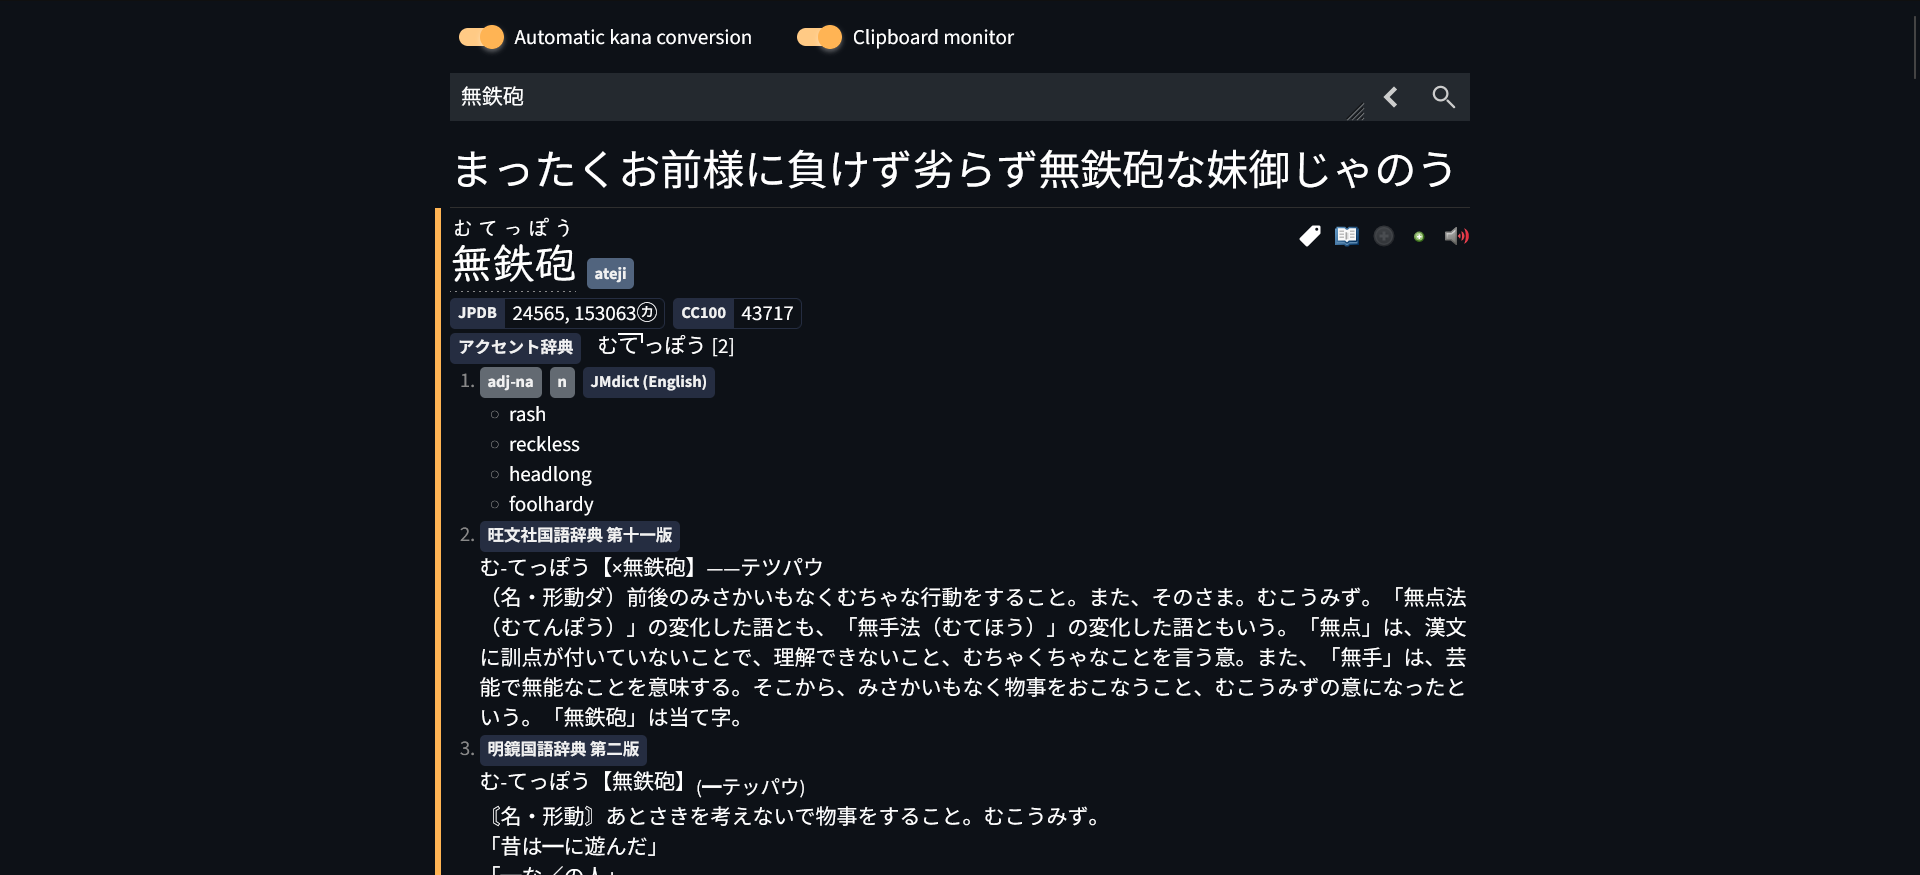 Automatic kana conversion Clipboard monitor
無鉄砲
まったくお前様に負けず劣らず無鉄砲な妹御じゃのう
むてっぽう
無鉄砲 ateji
JPDB 24565, 153063㋕ CC100 43717
アクセント辞典 むてっぽう [2]
1. adj-na n JMdict (English)
rash
reckless
headlong
foolhardy
2. 旺文社国語辞典 第十一版
む‐てっぽう【×無鉄砲】——テツパウ
（名・形動ダ）前後のみさかいもなくむちゃな行動をすること。また、そのさま。むこうみず。「無点法
（むてんぽう）」の変化した語とも、「無手法（むてほう）」の変化した語ともいう。「無点」は、漢文
に訓点が付いていないことで、理解できないこと、むちゃくちゃなことを言う意。また、「無手」は、芸
能で無能なことを意味する。そこから、みさかいもなく物事をおこなうこと、むこうみずの意になったと
いう。「無鉄砲」は当て字。
3. 明鏡国語辞典 第二版
む‐てっぽう【無鉄砲】(━テッパウ)
〘名・形動〙あとさきを考えないで物事をすること。むこうみず。
「昔は━に遊んだ」
「━な／の人」